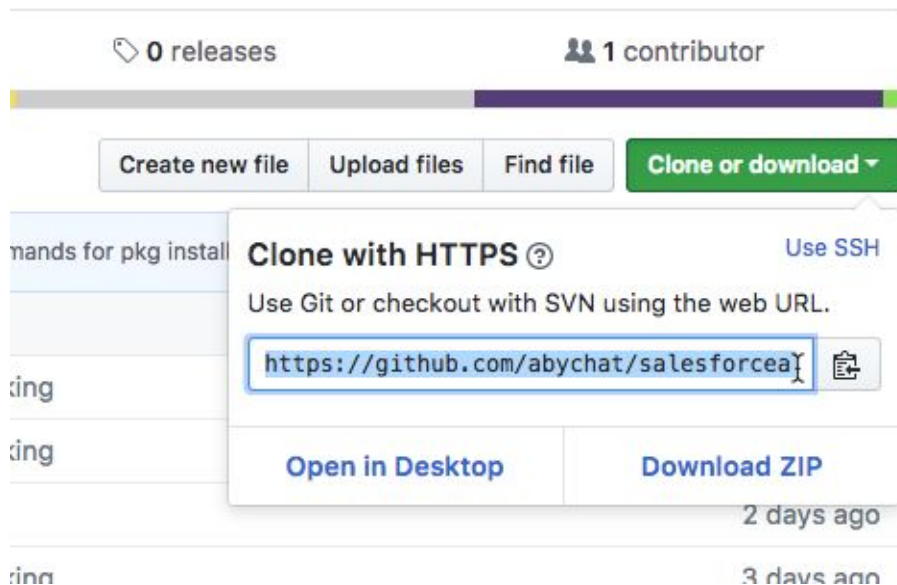 0 releases
1 contributor
Create new file
Upload files
Find file
Clone or download
mands for pkg install
Clone with HTTPS
Use SSH
Use Git or checkout with SVN using the web URL.
https://github.com/abychat/salesforcea
king
king
Open in Desktop
Download ZIP
2 days ago
king
3 days ago